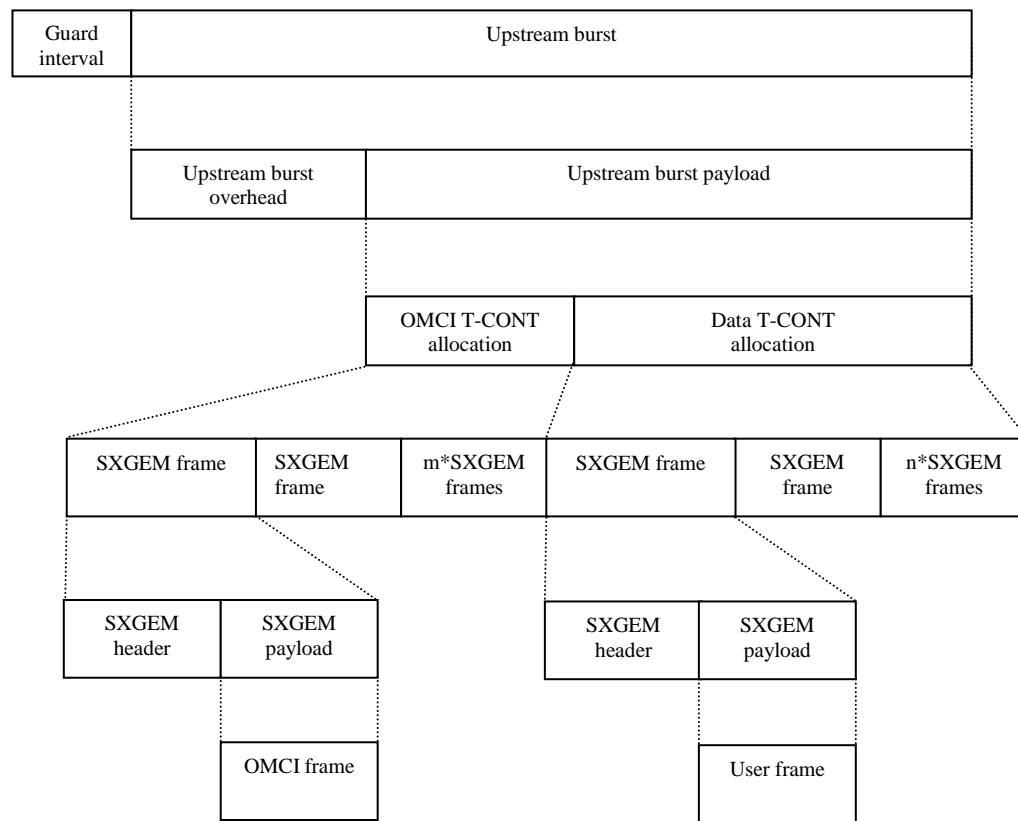 Guard
interval
Upstream burst
Upstream burst
overhead
Upstream burst payload
OMCI T-CONT
allocation
Data T-CONT
allocation
SXGEM frame
SXGEM
frame
m*SXGEM
frames
SXGEM frame
SXGEM
frame
n*SXGEM
frames
SXGEM
header
SXGEM
payload
SXGEM
header
SXGEM
payload
OMCI frame
User frame